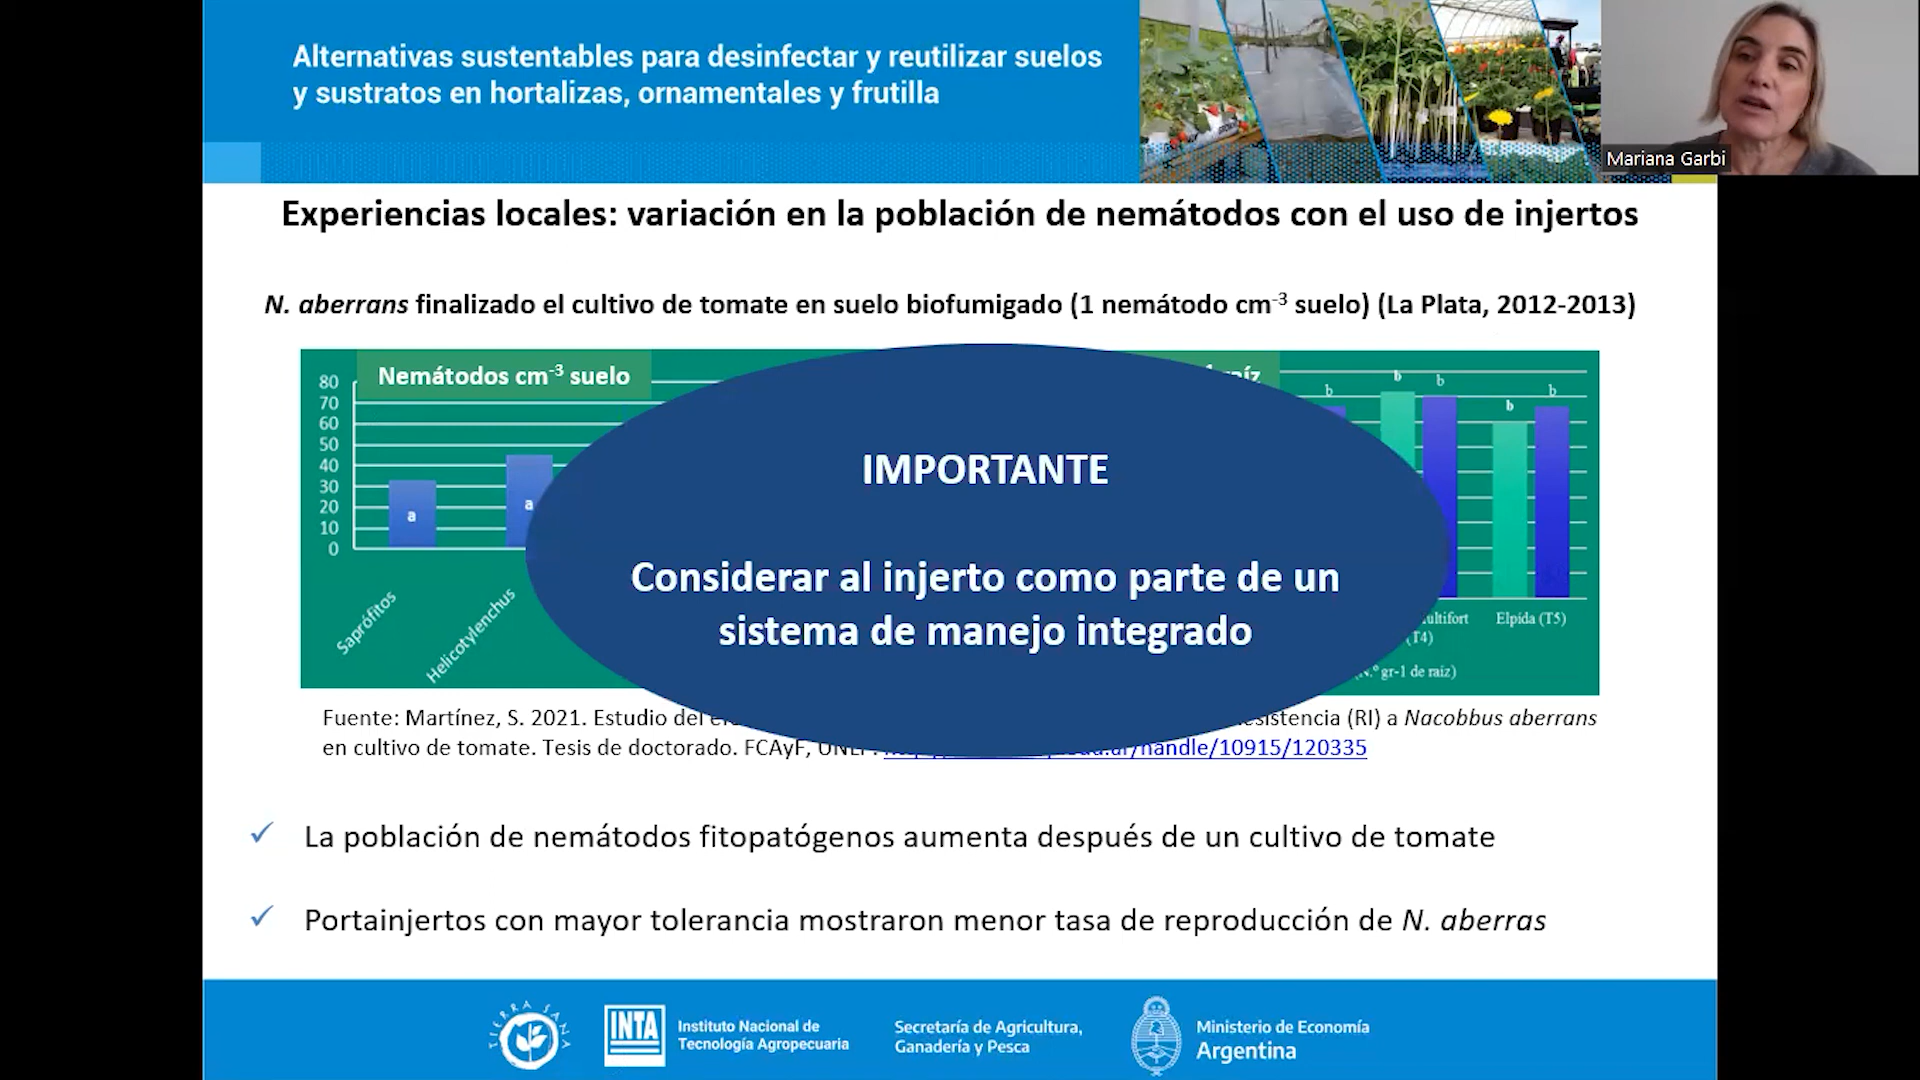 Alternativas sustentables para desinfectar y reutilizar suelos
y sustratos en hortalizas, ornamentales y frutilla
Mariana Garbi
Experiencias locales: variación en la población de nemátodos con el uso de injertos
N. aberrans finalizado el cultivo de tomate en suelo biofumigado (1 nemátodo cm-3 suelo) (La Plata, 2012-2013)
Nemátodos cm-3 suelo
80
70
60
50
40
30
20
10
0
a
a
Saprófitos
Helicotylenchus
b
b
b
b
b
Elpida (T5)
(T4)
gr-1 de raiz)
IMPORTANTE
Considerar al injerto como parte de un
sistema de manejo integrado
Fuente: Martínez, S. 2021. Estudio del (RI) a Nacobbus aberrans
en cultivo de tomate. Tesis de doctorado. FCAyF, /handle/10915/120335
✓ La población de nemátodos fitopatógenos aumenta después de un cultivo de tomate
✓ Portainjertos con mayor tolerancia mostraron menor tasa de reproducción de N. aberras
TIERRA SANA
INTA
Instituto Nacional de
Tecnología Agropecuaria
Secretaría de Agricultura,
Ganadería y Pesca
Ministerio de Economía
Argentina